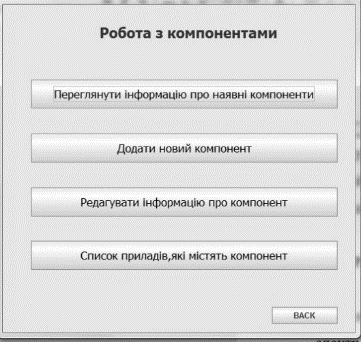 Робота з компонентами
Переглянути інформацію про наявні компоненти
Додати новий компонент
Редагувати інформацію про компонент
Список приладів,які містять компонент
BACK